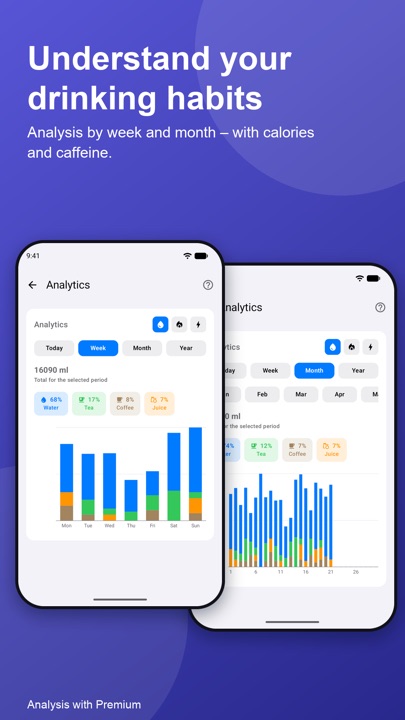 Understand your
drinking habits
Analysis by week and month – with calories
and caffeine.
9:41
Analytics
Analytics
Today Week Month Year
16090 ml
Total for the selected period
68% Water
17% Tea
8% Coffee
7% Juice
Mon Tue Wed Thu Fri Sat Sun
Week Month Year
Feb Mar Apr
12% Tea
7% Coffee
7% Juice
1 6 11 16 21 26
Analysis with Premium